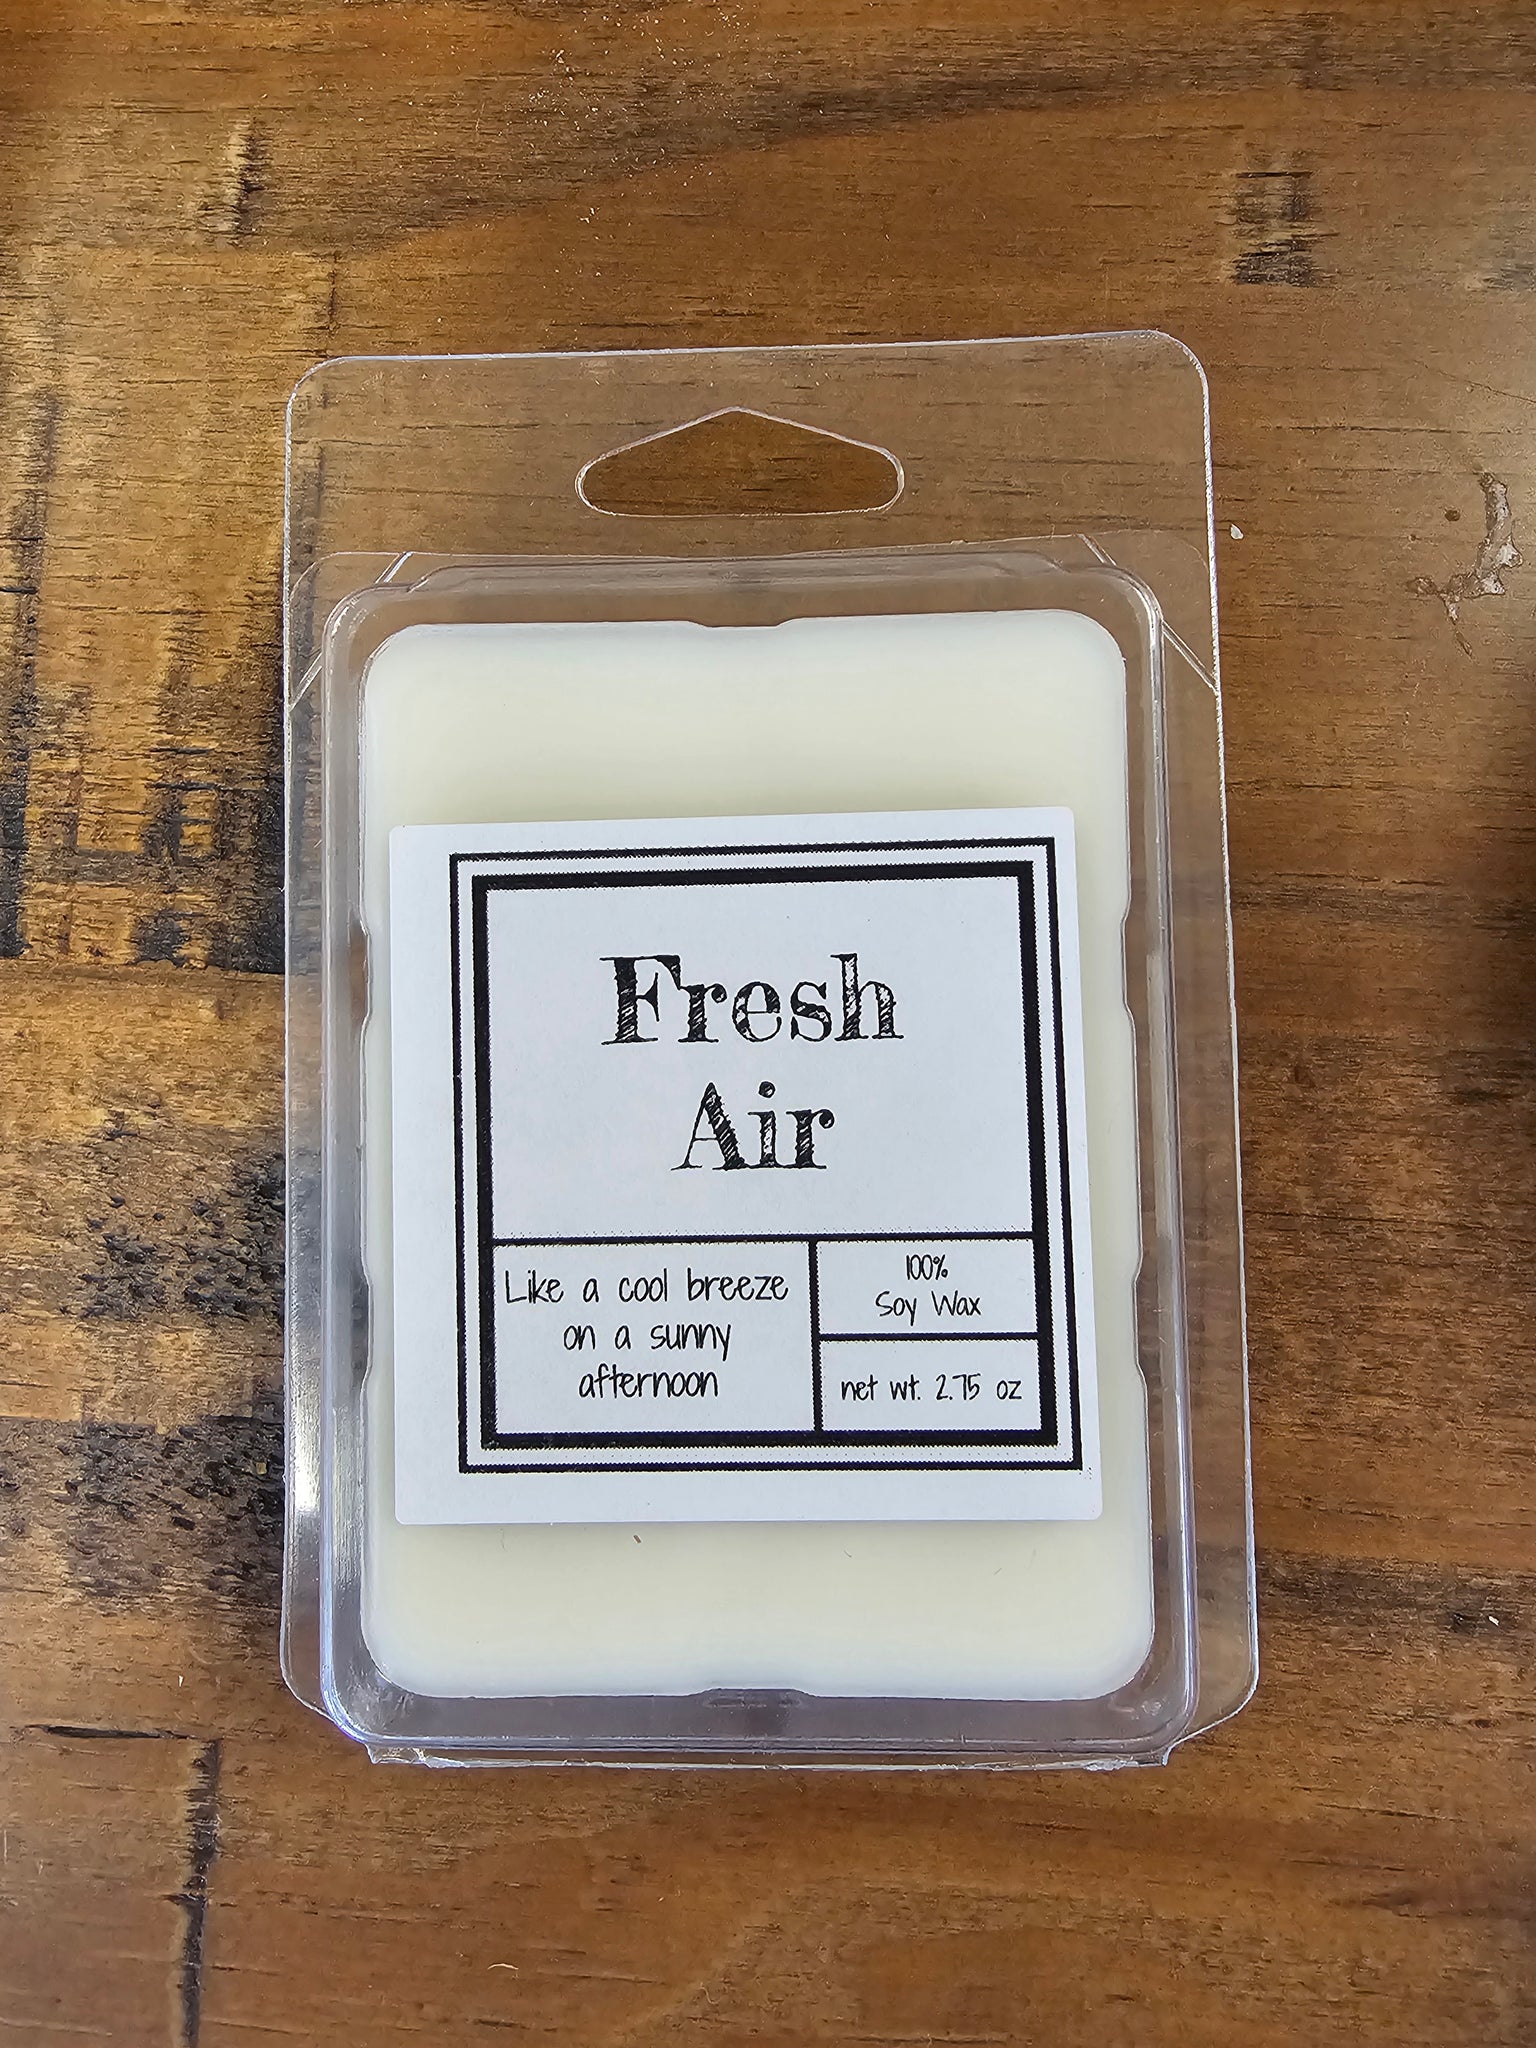 Fresh
Air
Like a cool breeze
on a sunny
afternoon
100%
Soy Wax
net wt. 2.75 oz